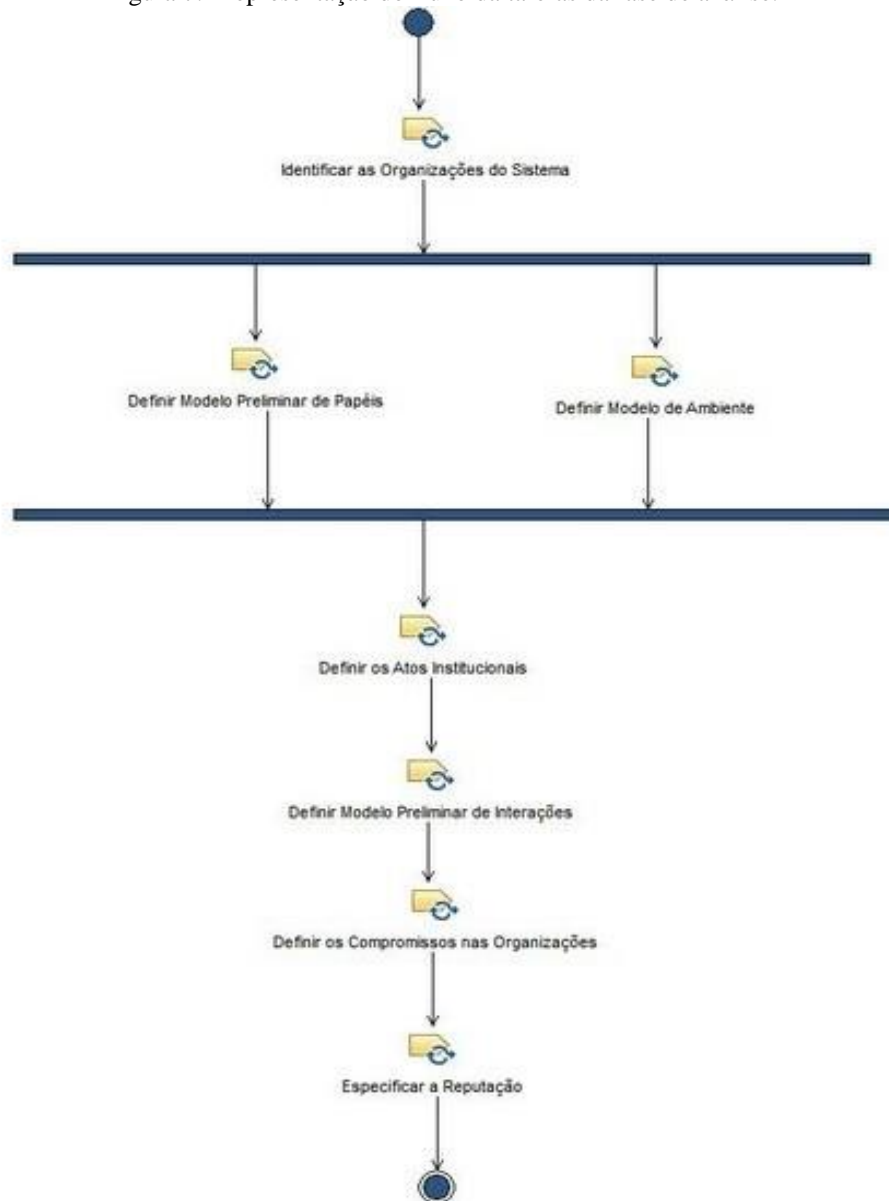 Identificar as Organizações do Sistema
Definir Modelo Preliminar de Papéis
Definir Modelo de Ambiente
Definir os Atos Institucionais
Definir Modelo Preliminar de Interações
Definir os Compromissos nas Organizações
Especificar a Reputação